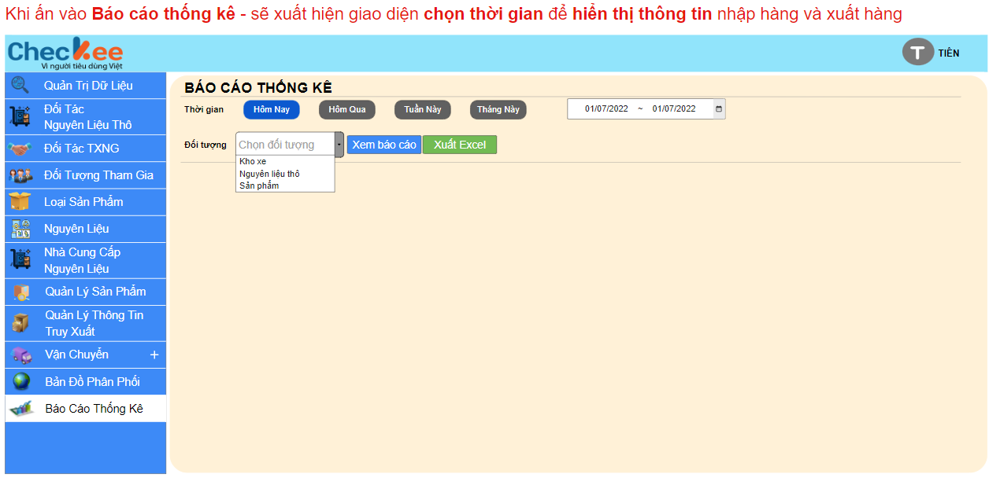 Khi ấn vào Báo cáo thống kê - sẽ xuất hiện giao diện chọn thời gian để hiển thị thông tin nhập hàng và xuất hàng
Checkee
Vì người tiêu dùng Việt
T TIÊN
Quản Trị Dữ Liệu
Đối Tác
Nguyên Liệu Thô
Đối Tác TXNG
Đối Tượng Tham Gia
Loại Sản Phẩm
Nguyên Liệu
Nhà Cung Cấp
Nguyên Liệu
Quản Lý Sản Phẩm
Quản Lý Thông Tin
Truy Xuất
Vận Chuyển +
Bản Đồ Phân Phối
Báo Cáo Thống Kê
BÁO CÁO THỐNG KÊ
Thời gian Hôm Nay Hôm Qua Tuần Này Tháng Này 01/07/2022 ~ 01/07/2022
Đối tượng Chọn đối tượng Xem báo cáo Xuất Excel
Kho xe
Nguyên liệu thô
Sản phẩm